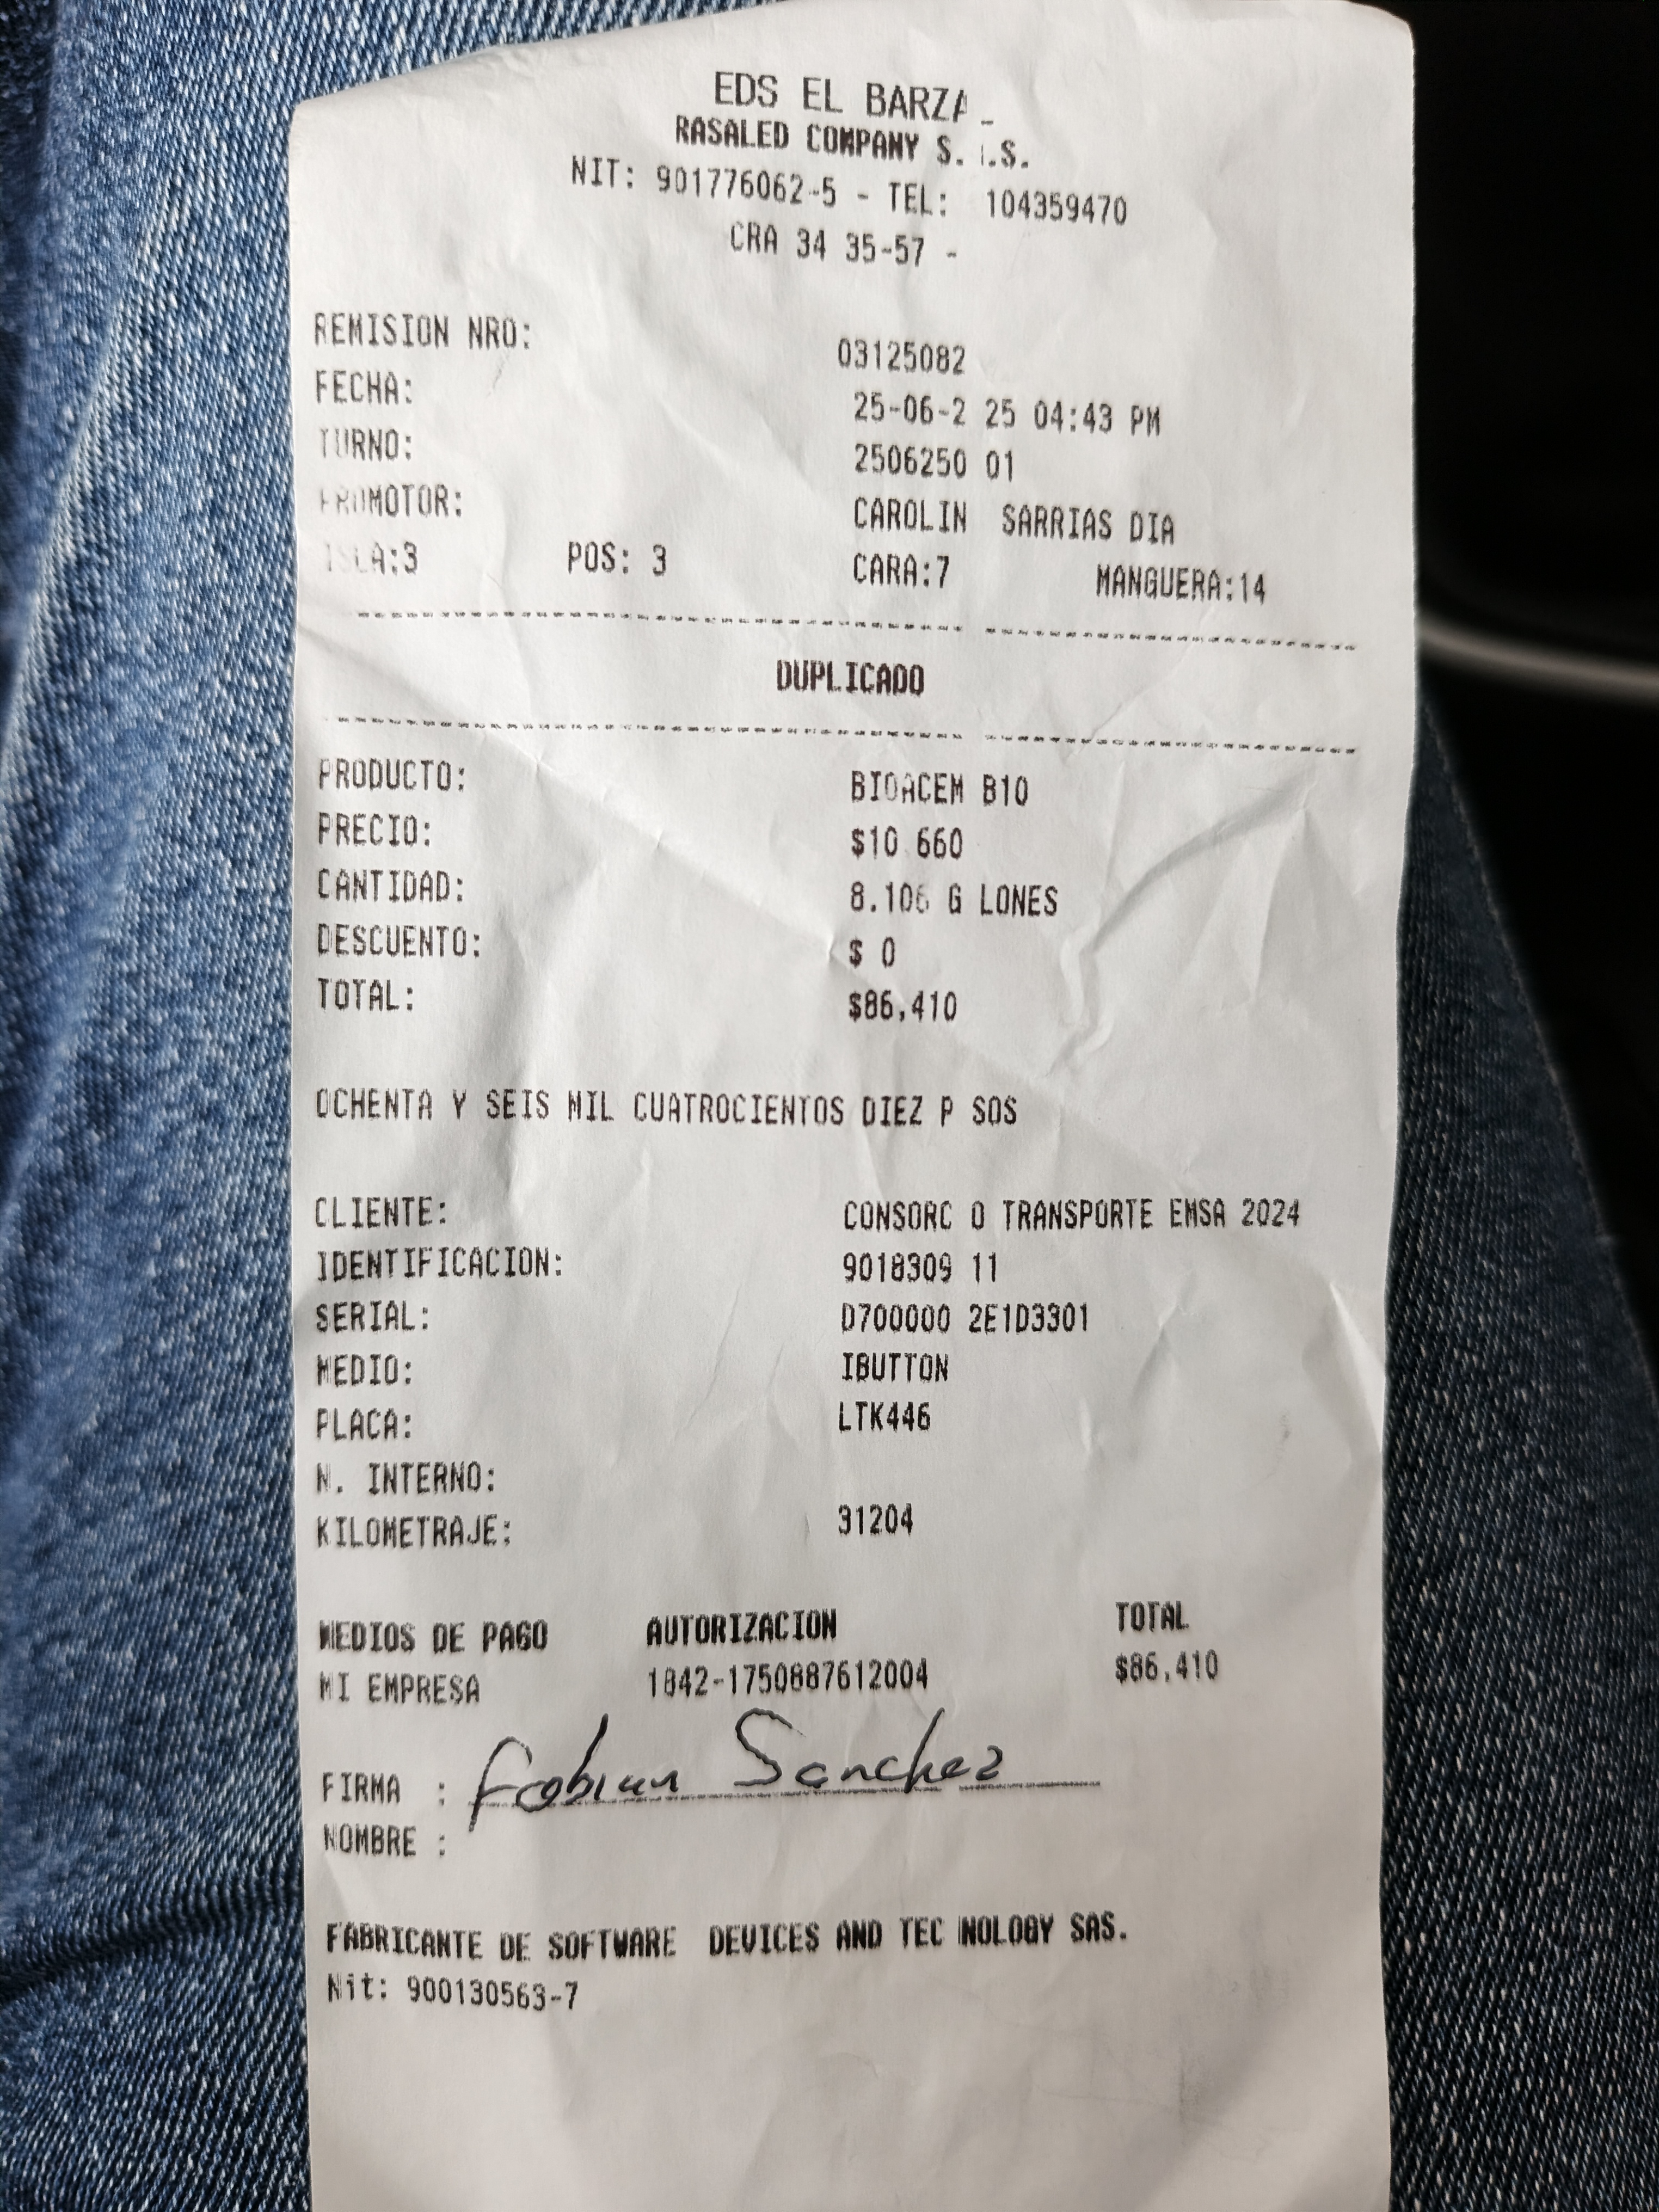 EDS EL BARZA
RASALED COMPANY S. .S.
NIT: 901776062-5 - TEL: 104359470
CRA 34 35-57 -
REMISION NRO: 03125082
FECHA: 25-06-2 25 04:43 PM
TURNO: 2506250 01
PROMOTOR: CAROLIN SARRIAS DIA
ISLA:3 POS: 3 CARA:7 MANGUERA:14
DUPLICADO
PRODUCTO: BIOACEM B10
PRECIO: $10 660
CANTIDAD: 8.106 G LONES
DESCUENTO: $ 0
TOTAL: $86,410
OCHENTA Y SEIS MIL CUATROCIENTOS DIEZ P SOS
CLIENTE: CONSORC O TRANSPORTE EMSA 2024
IDENTIFICACION: 9018309 11
SERIAL: D700000 2E1D3301
MEDIO: IBUTTON
PLACA: LTK446
N. INTERNO:
KILOMETRAJE: 31204
MEDIOS DE PAGO AUTORIZACION TOTAL
MI EMPRESA 1842-1750887612004 $86,410
FIRMA : Fabian Sanchez
NOMBRE :
FABRICANTE DE SOFTWARE DEVICES AND TEC NOLOGY SAS.
Nit: 900130563-7